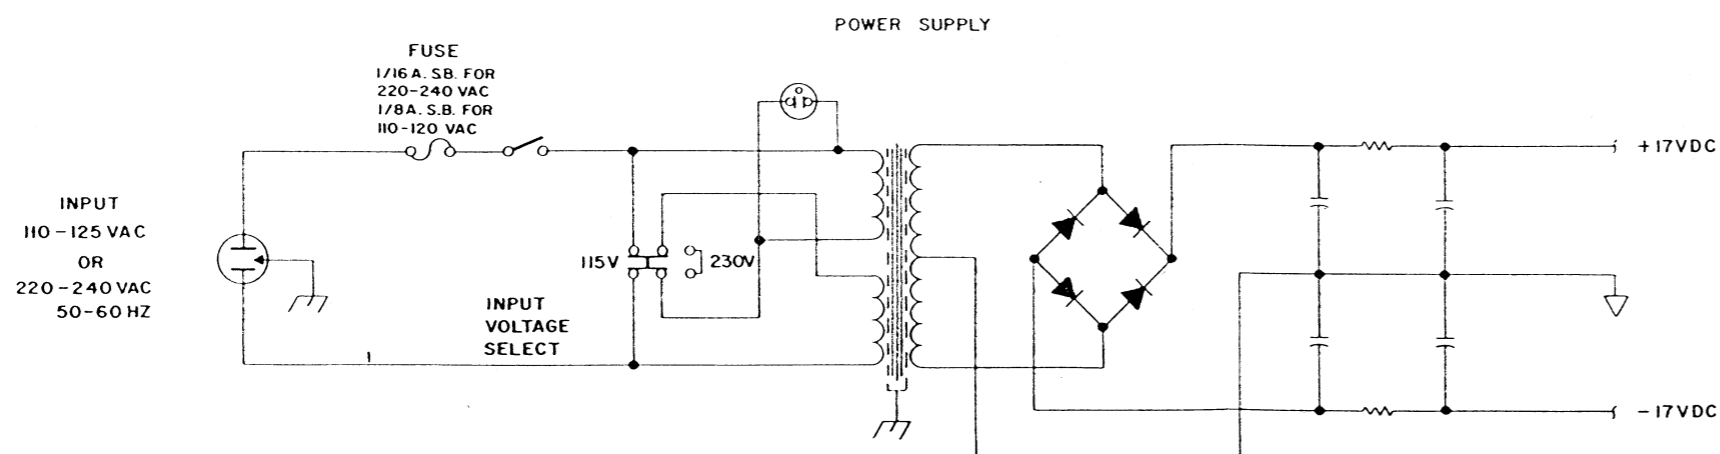 POWER SUPPLY
FUSE
1/16 A. S.B. FOR
220-240 VAC
1/8 A. S.B. FOR
110-120 VAC
+17VDC
INPUT
110-125 VAC
OR
220-240 VAC
50-60 HZ
115V
230V
INPUT
VOLTAGE
SELECT
-17VDC